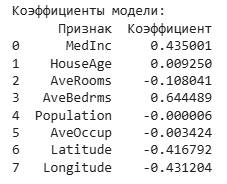 Коэффициенты модели:
Признак Коэффициент
0 MedInc 0.435001
1 HouseAge 0.009250
2 AveRooms -0.108041
3 AveBedrms 0.644489
4 Population -0.000006
5 AveOccup -0.003424
6 Latitude -0.416792
7 Longitude -0.431204